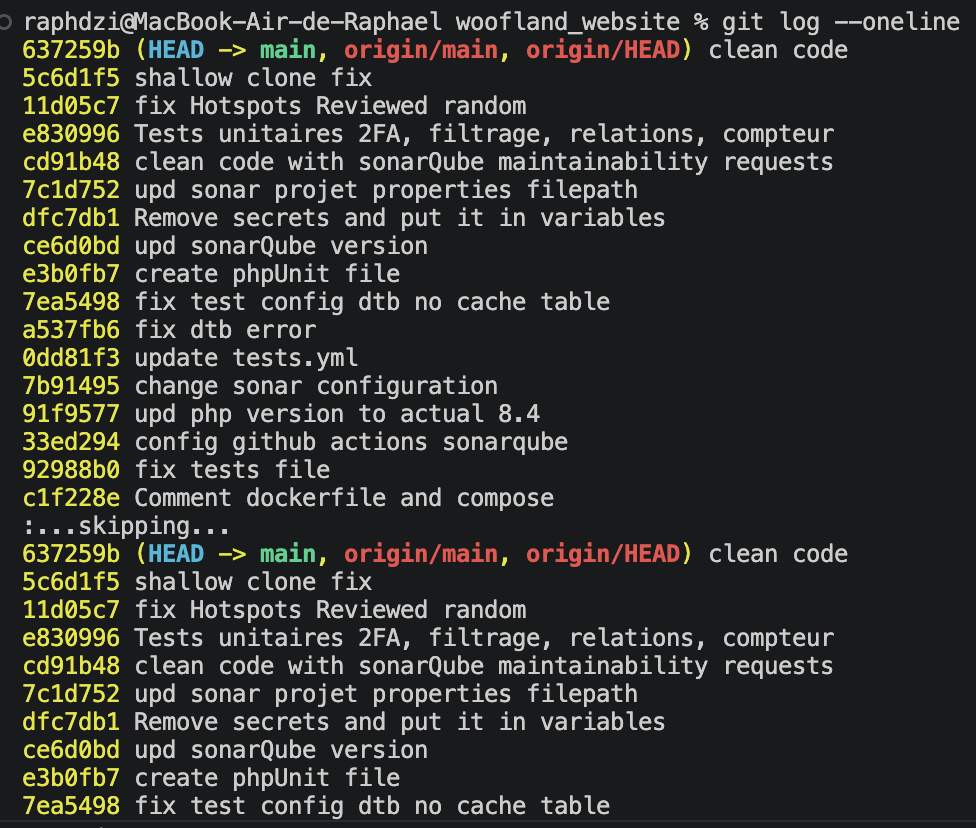 raphdzi@MacBook-Air-de-Raphael woofland_website % git log --oneline
637259b (HEAD -> main, origin/main, origin/HEAD) clean code
5c6d1f5 shallow clone fix
11d05c7 fix Hotspots Reviewed random
e830996 Tests unitaires 2FA, filtrage, relations, compteur
cd91b48 clean code with sonarQube maintainability requests
7c1d752 upd sonar projet properties filepath
dfc7db1 Remove secrets and put it in variables
ce6d0bd upd sonarQube version
e3b0fb7 create phpUnit file
7ea5498 fix test config dtb no cache table
a537fb6 fix dtb error
0dd81f3 update tests.yml
7b91495 change sonar configuration
91f9577 upd php version to actual 8.4
33ed294 config github actions sonarqube
92988b0 fix tests file
c1f228e Comment dockerfile and compose
:...skipping...
637259b (HEAD -> main, origin/main, origin/HEAD) clean code
5c6d1f5 shallow clone fix
11d05c7 fix Hotspots Reviewed random
e830996 Tests unitaires 2FA, filtrage, relations, compteur
cd91b48 clean code with sonarQube maintainability requests
7c1d752 upd sonar projet properties filepath
dfc7db1 Remove secrets and put it in variables
ce6d0bd upd sonarQube version
e3b0fb7 create phpUnit file
7ea5498 fix test config dtb no cache table